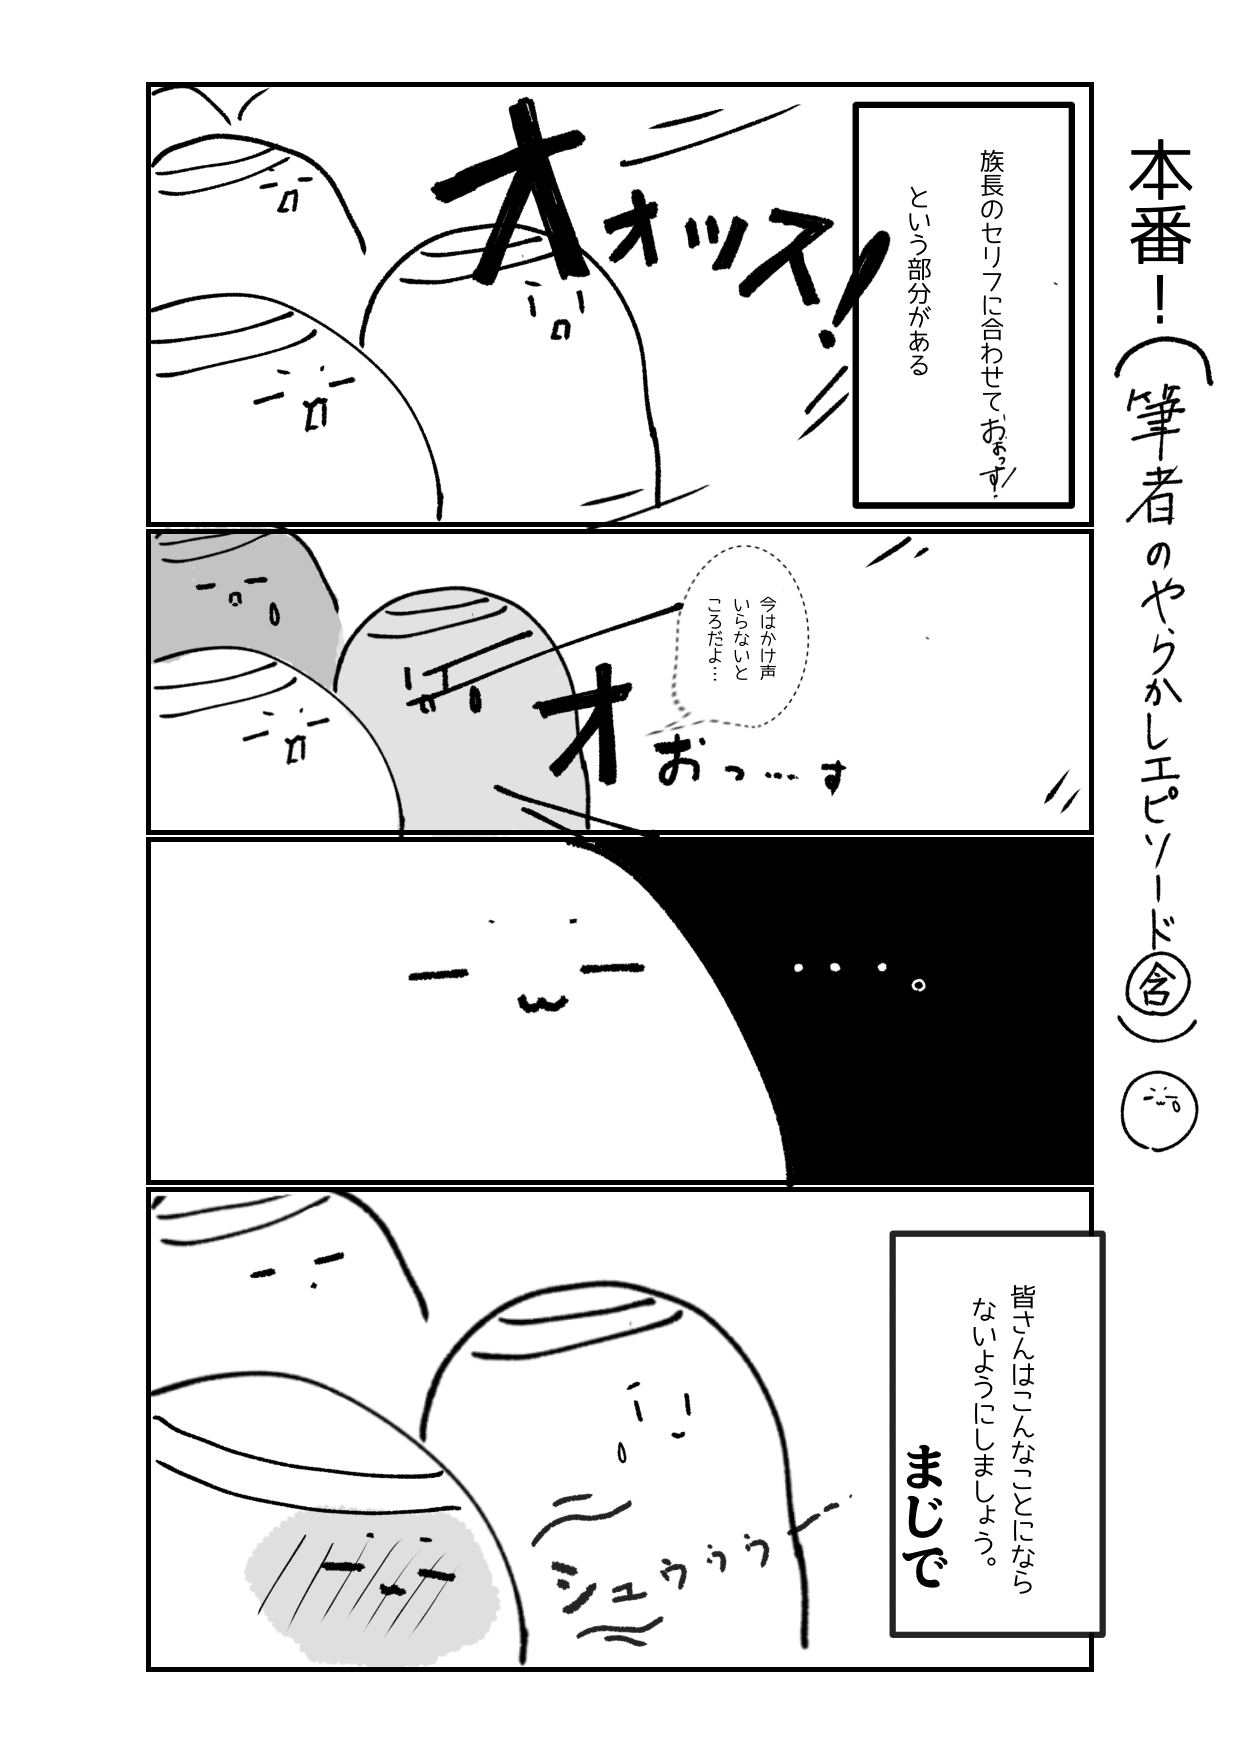 本番！（筆者のやらかしエピソード㊂含）
族長のセリフに合わせて、おぉっす！
という部分がある
オォッス！
今はかけ声
いらないと
ころだよ…
オ
おっ……す
・・・。
皆さんはこんなことになら
ないようにしましょう。
まじで
シュゥゥゥー